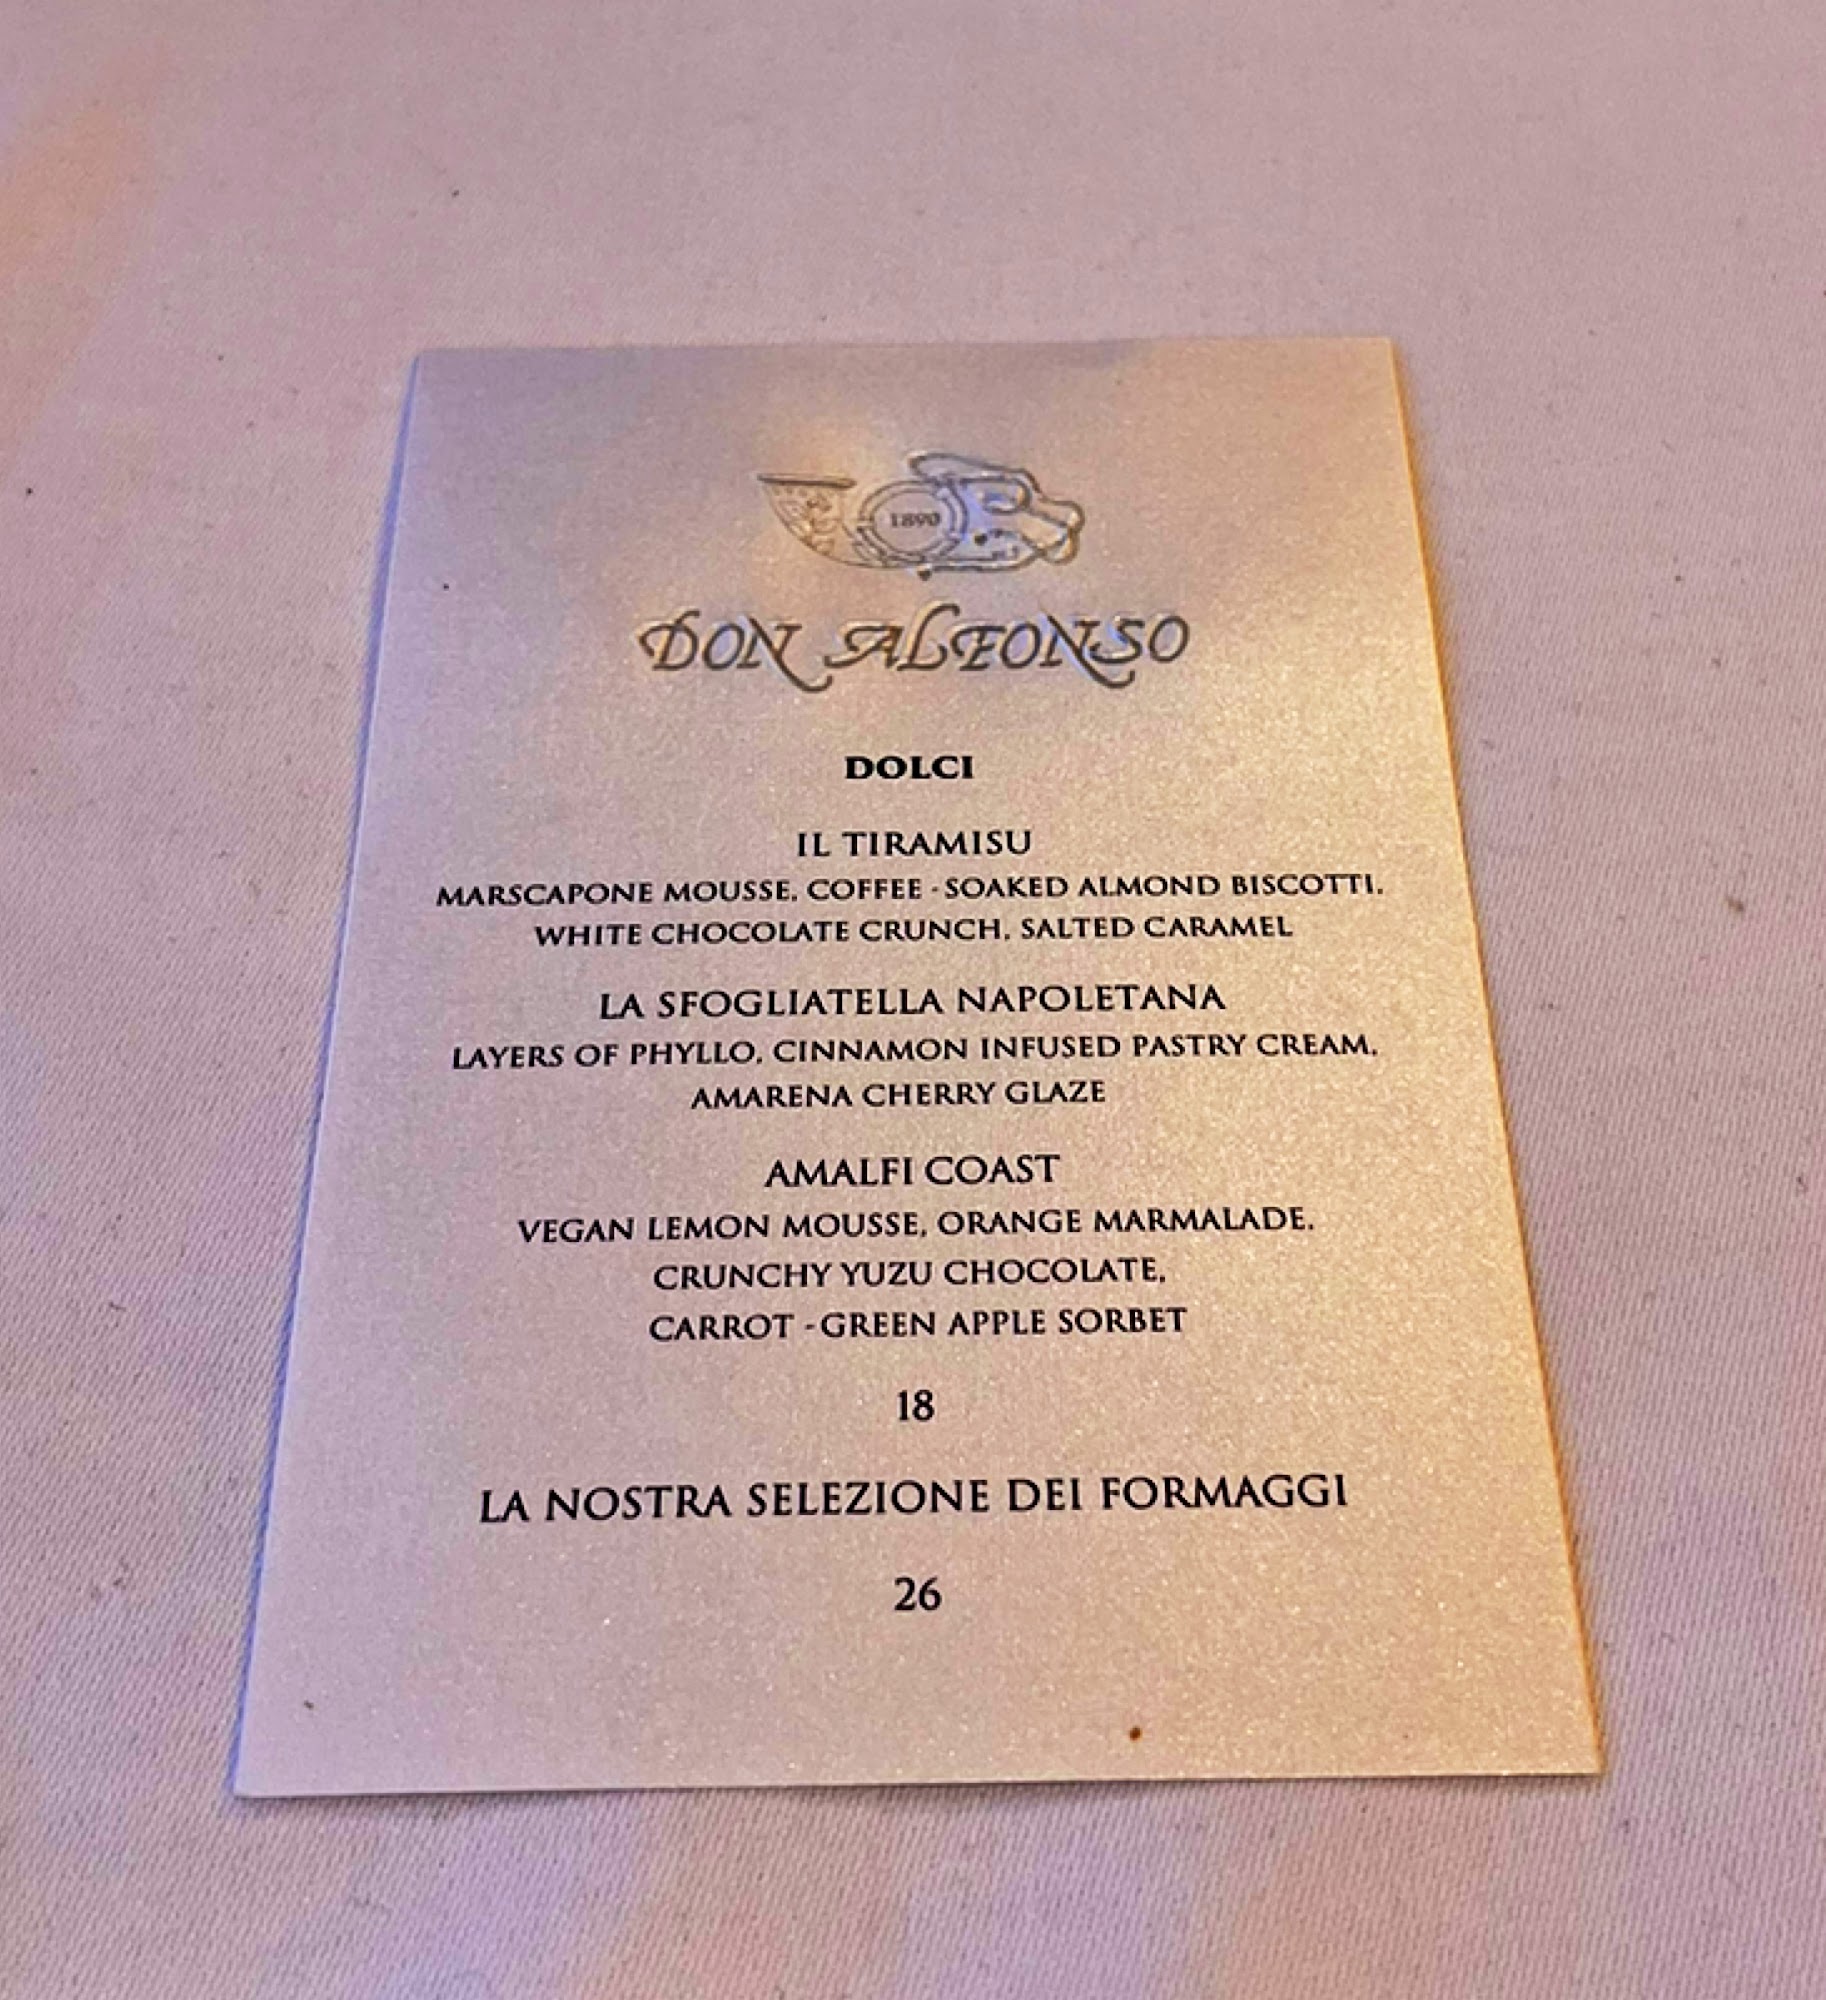 1890
DON ALFONSO
DOLCI
IL TIRAMISU
MARSCAPONE MOUSSE, COFFEE - SOAKED ALMOND BISCOTTI,
WHITE CHOCOLATE CRUNCH, SALTED CARAMEL
LA SFOGLIATELLA NAPOLETANA
LAYERS OF PHYLLO, CINNAMON INFUSED PASTRY CREAM,
AMARENA CHERRY GLAZE
AMALFI COAST
VEGAN LEMON MOUSSE, ORANGE MARMALADE,
CRUNCHY YUZU CHOCOLATE,
CARROT - GREEN APPLE SORBET
18
LA NOSTRA SELEZIONE DEI FORMAGGI
26